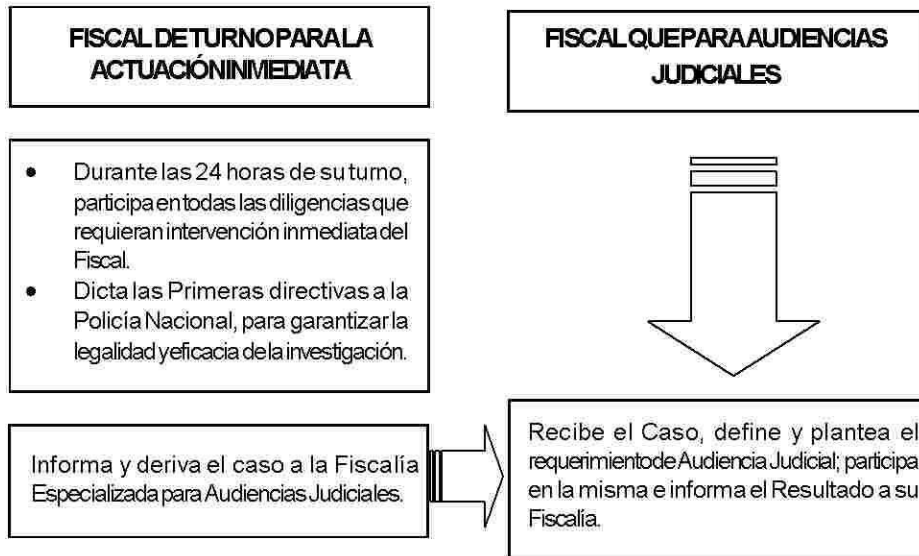 FISCAL DE TURNO PARA LA
ACTUACIÓN INMEDIATA
FISCAL QUE PARA AUDIENCIAS
JUDICIALES
• Durante las 24 horas de su turno,
participa en todas las diligencias que
requieran intervención inmediata del
Fiscal.
• Dicta las Primeras directivas a la
Policía Nacional, para garantizar la
legalidad y eficacia de la investigación.
Informa y deriva el caso a la Fiscalía
Especializada para Audiencias Judiciales.
Recibe el Caso, define y plantea el
requerimiento de Audiencia Judicial; participa
en la misma e informa el Resultado a su
Fiscalía.